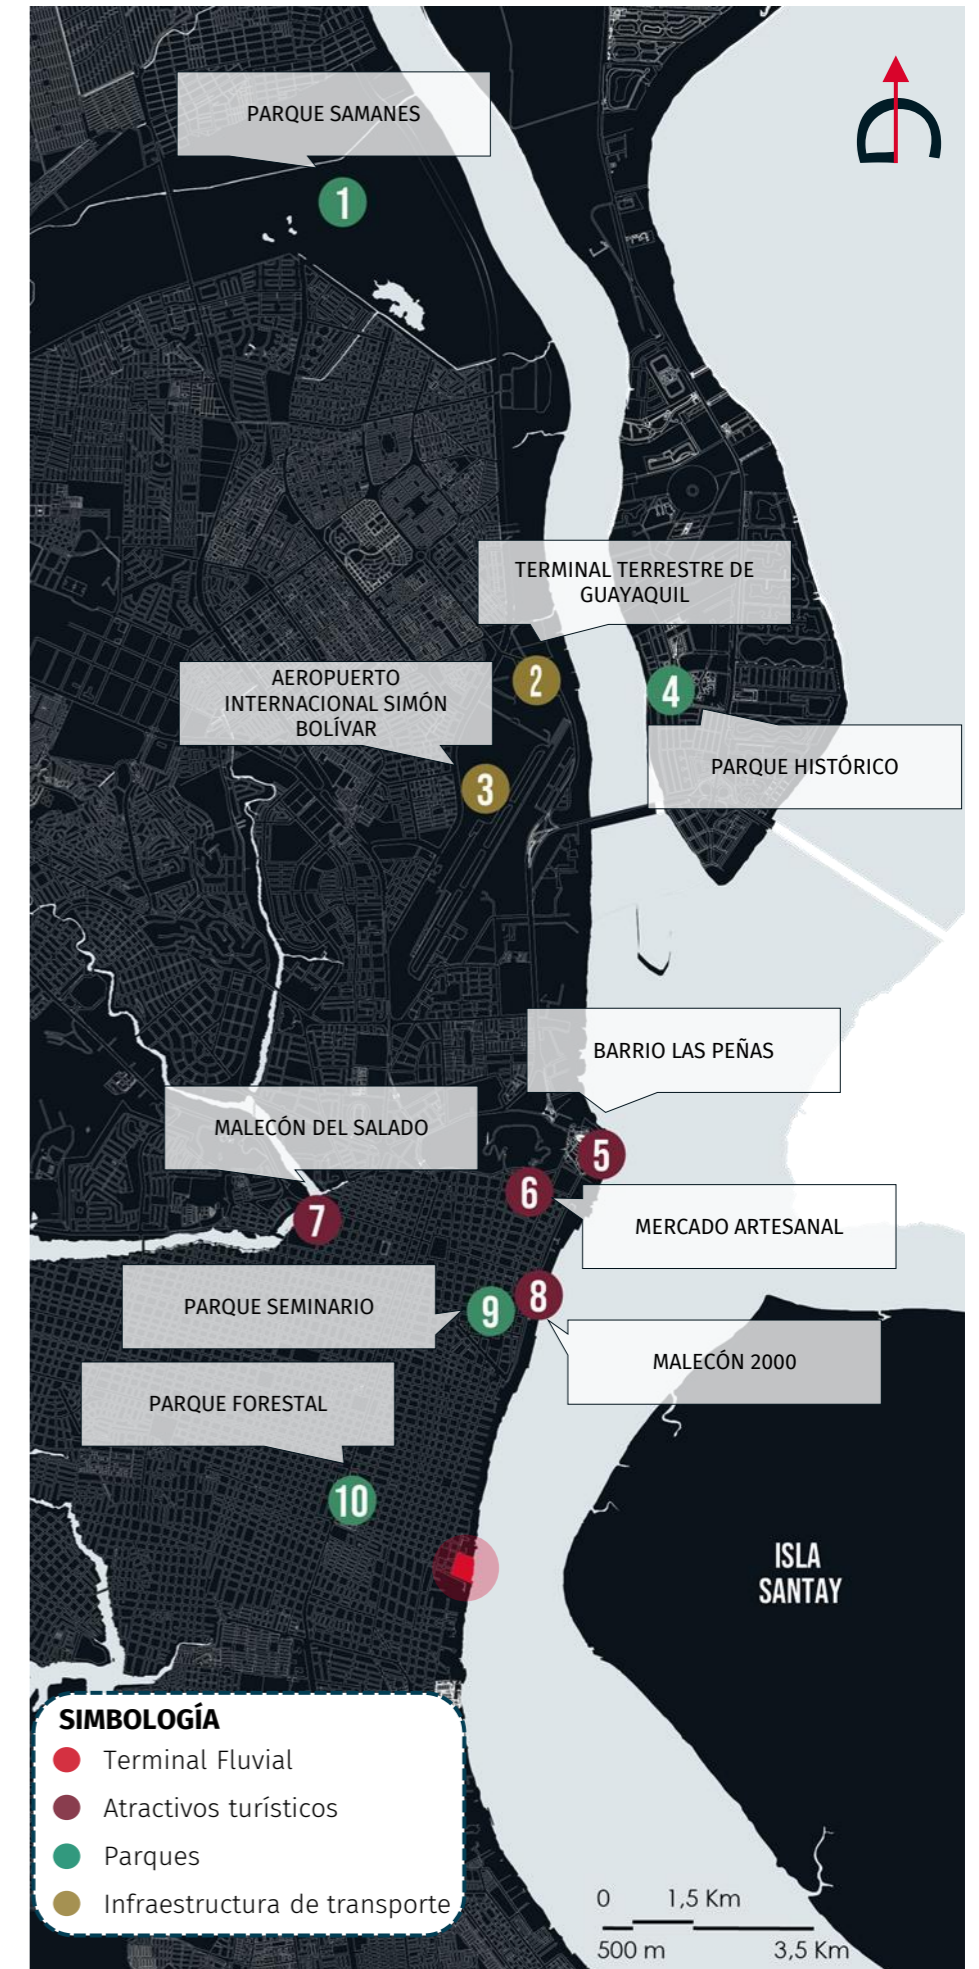 PARQUE SAMANES
1
TERMINAL TERRESTRE DE
GUAYAQUIL
2
AEROPUERTO
INTERNACIONAL SIMÓN
BOLÍVAR
3
4
PARQUE HISTÓRICO
BARRIO LAS PEÑAS
5
MALECÓN DEL SALADO
6
7
MERCADO ARTESANAL
PARQUE SEMINARIO
9
8
MALECÓN 2000
PARQUE FORESTAL
10
ISLA
SANTAY
SIMBOLOGÍA
Terminal Fluvial
Atractivos turísticos
Parques
Infraestructura de transporte
0 1,5 Km
500 m 3,5 Km